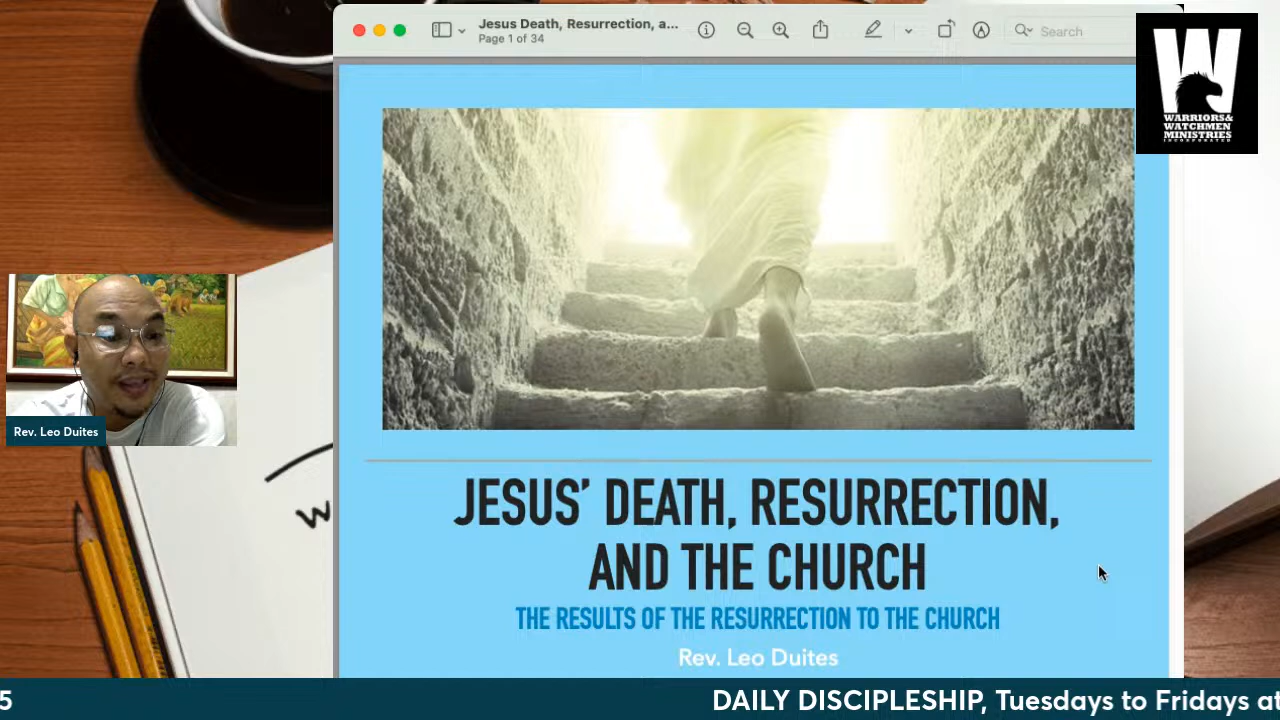 Jesus Death, Resurrection, a...
Page 1 of 34
Search
WARRIORS&
WATCHMEN
MINISTRIES
INCORPORATED
Rev. Leo Duites
W
JESUS' DEATH, RESURRECTION,
AND THE CHURCH
THE RESULTS OF THE RESURRECTION TO THE CHURCH
Rev. Leo Duites
5
DAILY DISCIPLESHIP, Tuesdays to Fridays at